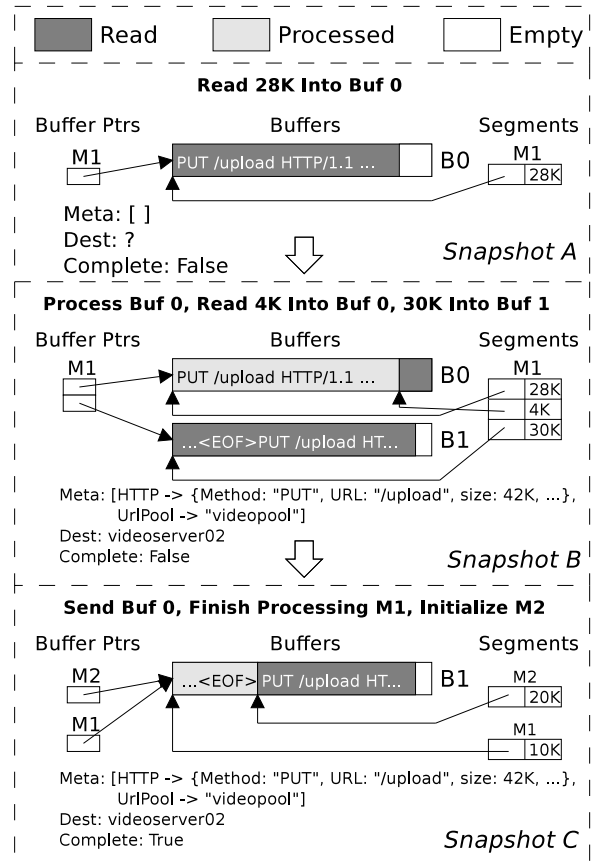 Read Processed Empty
Read 28K Into Buf 0
Buffer Ptrs Buffers Segments
M1 PUT /upload HTTP/1.1 ... B0 M1
28K
Meta: [ ]
Dest: ?
Complete: False
Snapshot A
Process Buf 0, Read 4K Into Buf 0, 30K Into Buf 1
Buffer Ptrs Buffers Segments
M1 PUT /upload HTTP/1.1 ... B0 M1
28K
4K
...<EOF>PUT /upload HT... B1 30K
Meta: [HTTP -> {Method: "PUT", URL: "/upload", size: 42K, ...},
UrlPool -> "videopool"]
Dest: videoserver02
Complete: False
Snapshot B
Send Buf 0, Finish Processing M1, Initialize M2
Buffer Ptrs Buffers Segments
M2 ...<EOF> PUT /upload HT... B1 M2
20K
M1 M1
10K
Meta: [HTTP -> {Method: "PUT", URL: "/upload", size: 42K, ...},
UrlPool -> "videopool"]
Dest: videoserver02
Complete: True
Snapshot C